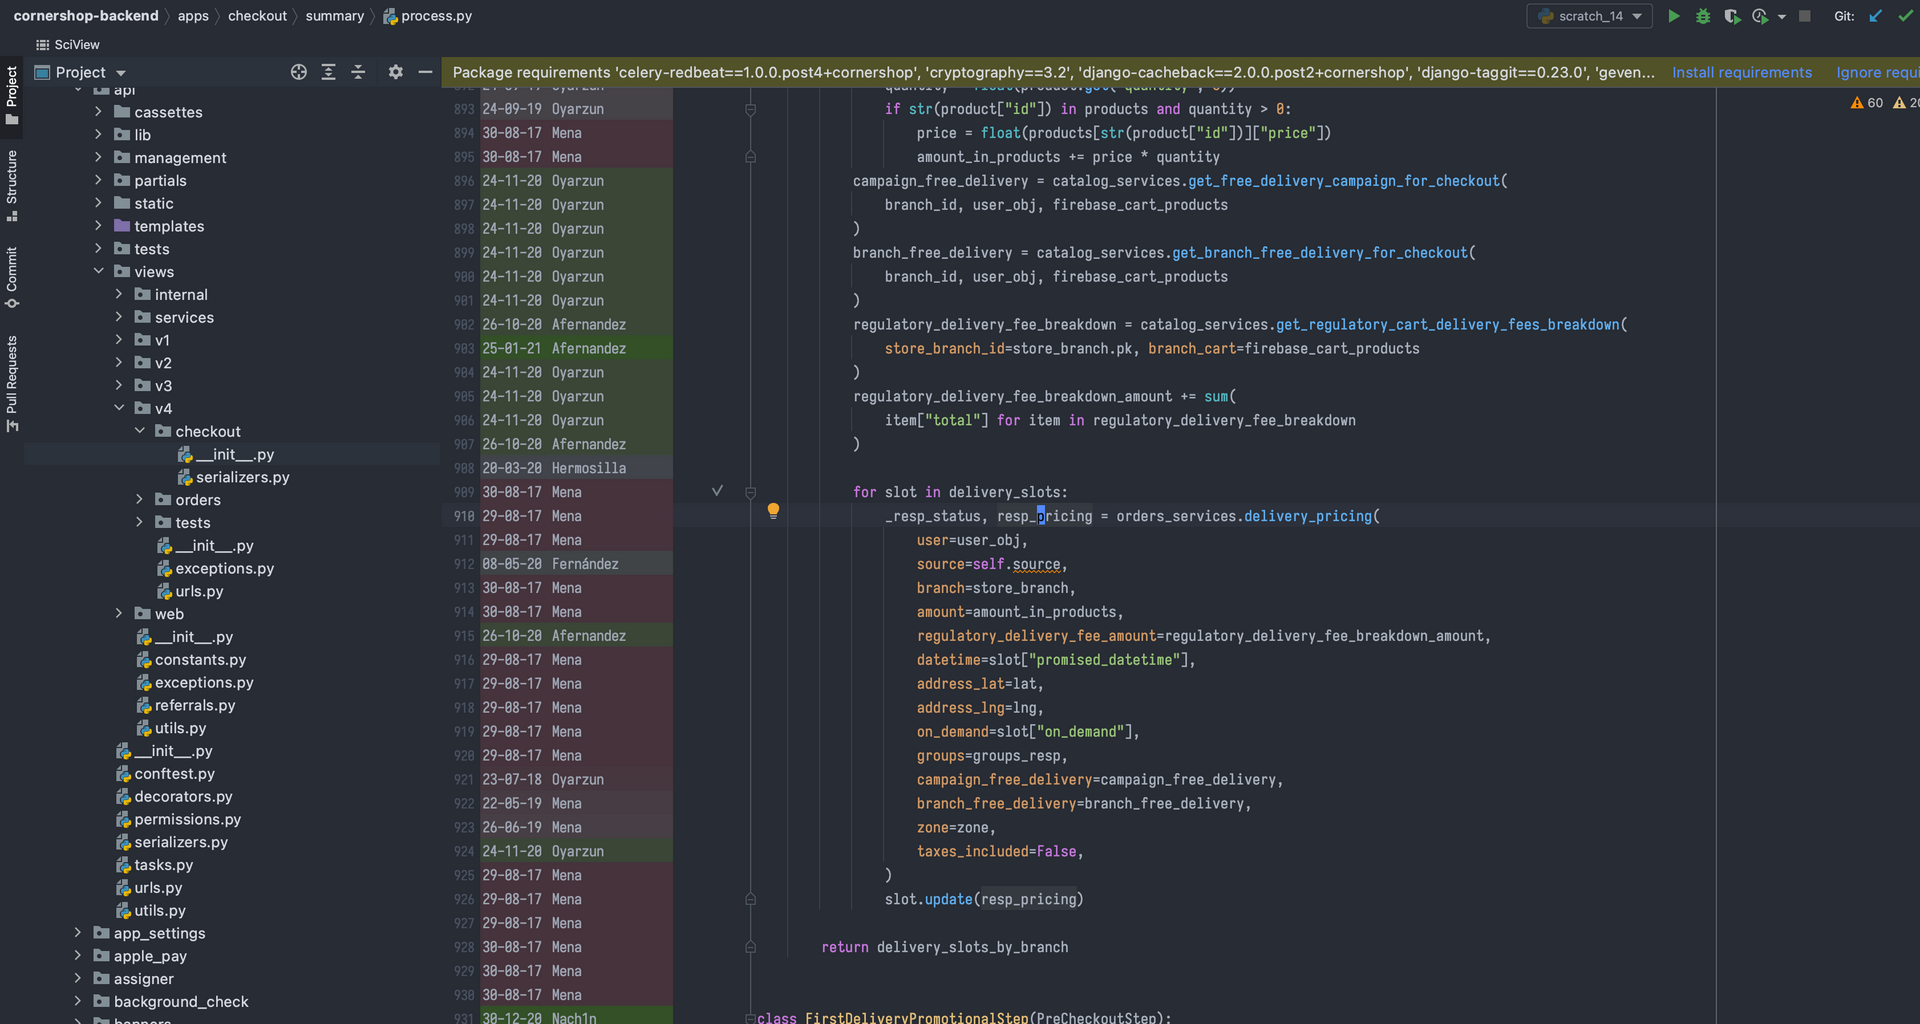 cornershop-backend > apps > checkout > summary > process.py
scratch_14
Git:
SciView
Project
Package requirements 'celery-redbeat==1.0.0.post4+cornershop', 'cryptography==3.2', 'django-cacheback==2.0.0.post2+cornershop', 'django-taggit==0.23.0', 'geven... Install requirements Ignore requi
60
Project
Structure
Commit
Pull Requests
api
cassettes
lib
management
partials
static
templates
tests
views
internal
services
v1
v2
v3
v4
checkout
__init__.py
serializers.py
orders
tests
__init__.py
exceptions.py
urls.py
web
__init__.py
constants.py
exceptions.py
referrals.py
utils.py
__init__.py
conftest.py
decorators.py
permissions.py
serializers.py
tasks.py
urls.py
utils.py
app_settings
apple_pay
assigner
background_check
893 24-09-19 Oyarzun if str(product["id"]) in products and quantity > 0:
894 30-08-17 Mena price = float(products[str(product["id"])]["price"])
895 30-08-17 Mena amount_in_products += price * quantity
896 24-11-20 Oyarzun campaign_free_delivery = catalog_services.get_free_delivery_campaign_for_checkout(
897 24-11-20 Oyarzun branch_id, user_obj, firebase_cart_products
898 24-11-20 Oyarzun )
899 24-11-20 Oyarzun branch_free_delivery = catalog_services.get_branch_free_delivery_for_checkout(
900 24-11-20 Oyarzun branch_id, user_obj, firebase_cart_products
901 24-11-20 Oyarzun )
902 26-10-20 Afernandez regulatory_delivery_fee_breakdown = catalog_services.get_regulatory_cart_delivery_fees_breakdown(
903 25-01-21 Afernandez store_branch_id=store_branch.pk, branch_cart=firebase_cart_products
904 24-11-20 Oyarzun )
905 24-11-20 Oyarzun regulatory_delivery_fee_breakdown_amount += sum(
906 24-11-20 Oyarzun item["total"] for item in regulatory_delivery_fee_breakdown
907 26-10-20 Afernandez )
908 20-03-20 Hermosilla
909 30-08-17 Mena for slot in delivery_slots:
910 29-08-17 Mena _resp_status, resp_pricing = orders_services.delivery_pricing(
911 29-08-17 Mena user=user_obj,
912 08-05-20 Fernández source=self.source,
913 30-08-17 Mena branch=store_branch,
914 30-08-17 Mena amount=amount_in_products,
915 26-10-20 Afernandez regulatory_delivery_fee_amount=regulatory_delivery_fee_breakdown_amount,
916 29-08-17 Mena datetime=slot["promised_datetime"],
917 29-08-17 Mena address_lat=lat,
918 29-08-17 Mena address_lng=lng,
919 29-08-17 Mena on_demand=slot["on_demand"],
920 29-08-17 Mena groups=groups_resp,
921 23-07-18 Oyarzun campaign_free_delivery=campaign_free_delivery,
922 22-05-19 Mena branch_free_delivery=branch_free_delivery,
923 26-06-19 Mena zone=zone,
924 24-11-20 Oyarzun taxes_included=False,
925 29-08-17 Mena )
926 29-08-17 Mena slot.update(resp_pricing)
927 29-08-17 Mena
928 30-08-17 Mena return delivery_slots_by_branch
929 30-08-17 Mena
930 30-08-17 Mena
931 30-12-20 Nach1n class FirstDeliveryPromotionalStep(PreCheckoutStep):